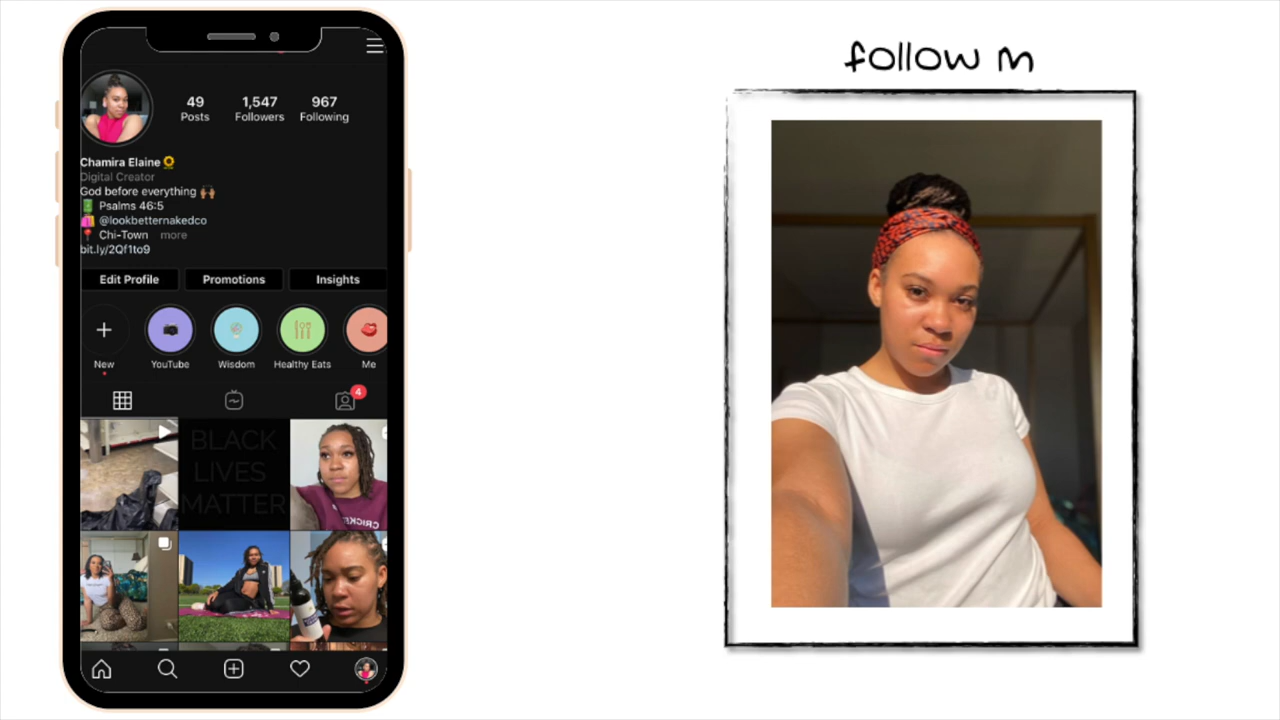 49 1,547 967
Posts Followers Following
Chamira Elaine🌻
Digital Creator
God before everything 🙌🏽
💵 Psalms 46:5
🛍️ @lookbetternakedco
📍 Chi-Town more
bit.ly/2Qf1to9
Edit Profile Promotions Insights
New YouTube Wisdom Healthy Eats Me
4
BLACK
LIVES
MATTER
CRICKE
follow m